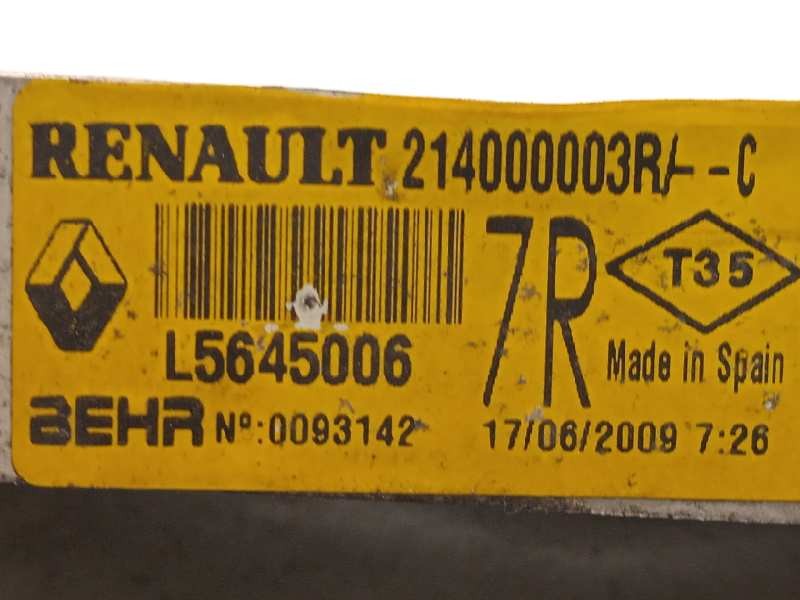 RENAULT 214000003R/- -C
7R
T35
L5645006
Made in Spain
BEHR Nº:0093142
17/06/2009 7:26